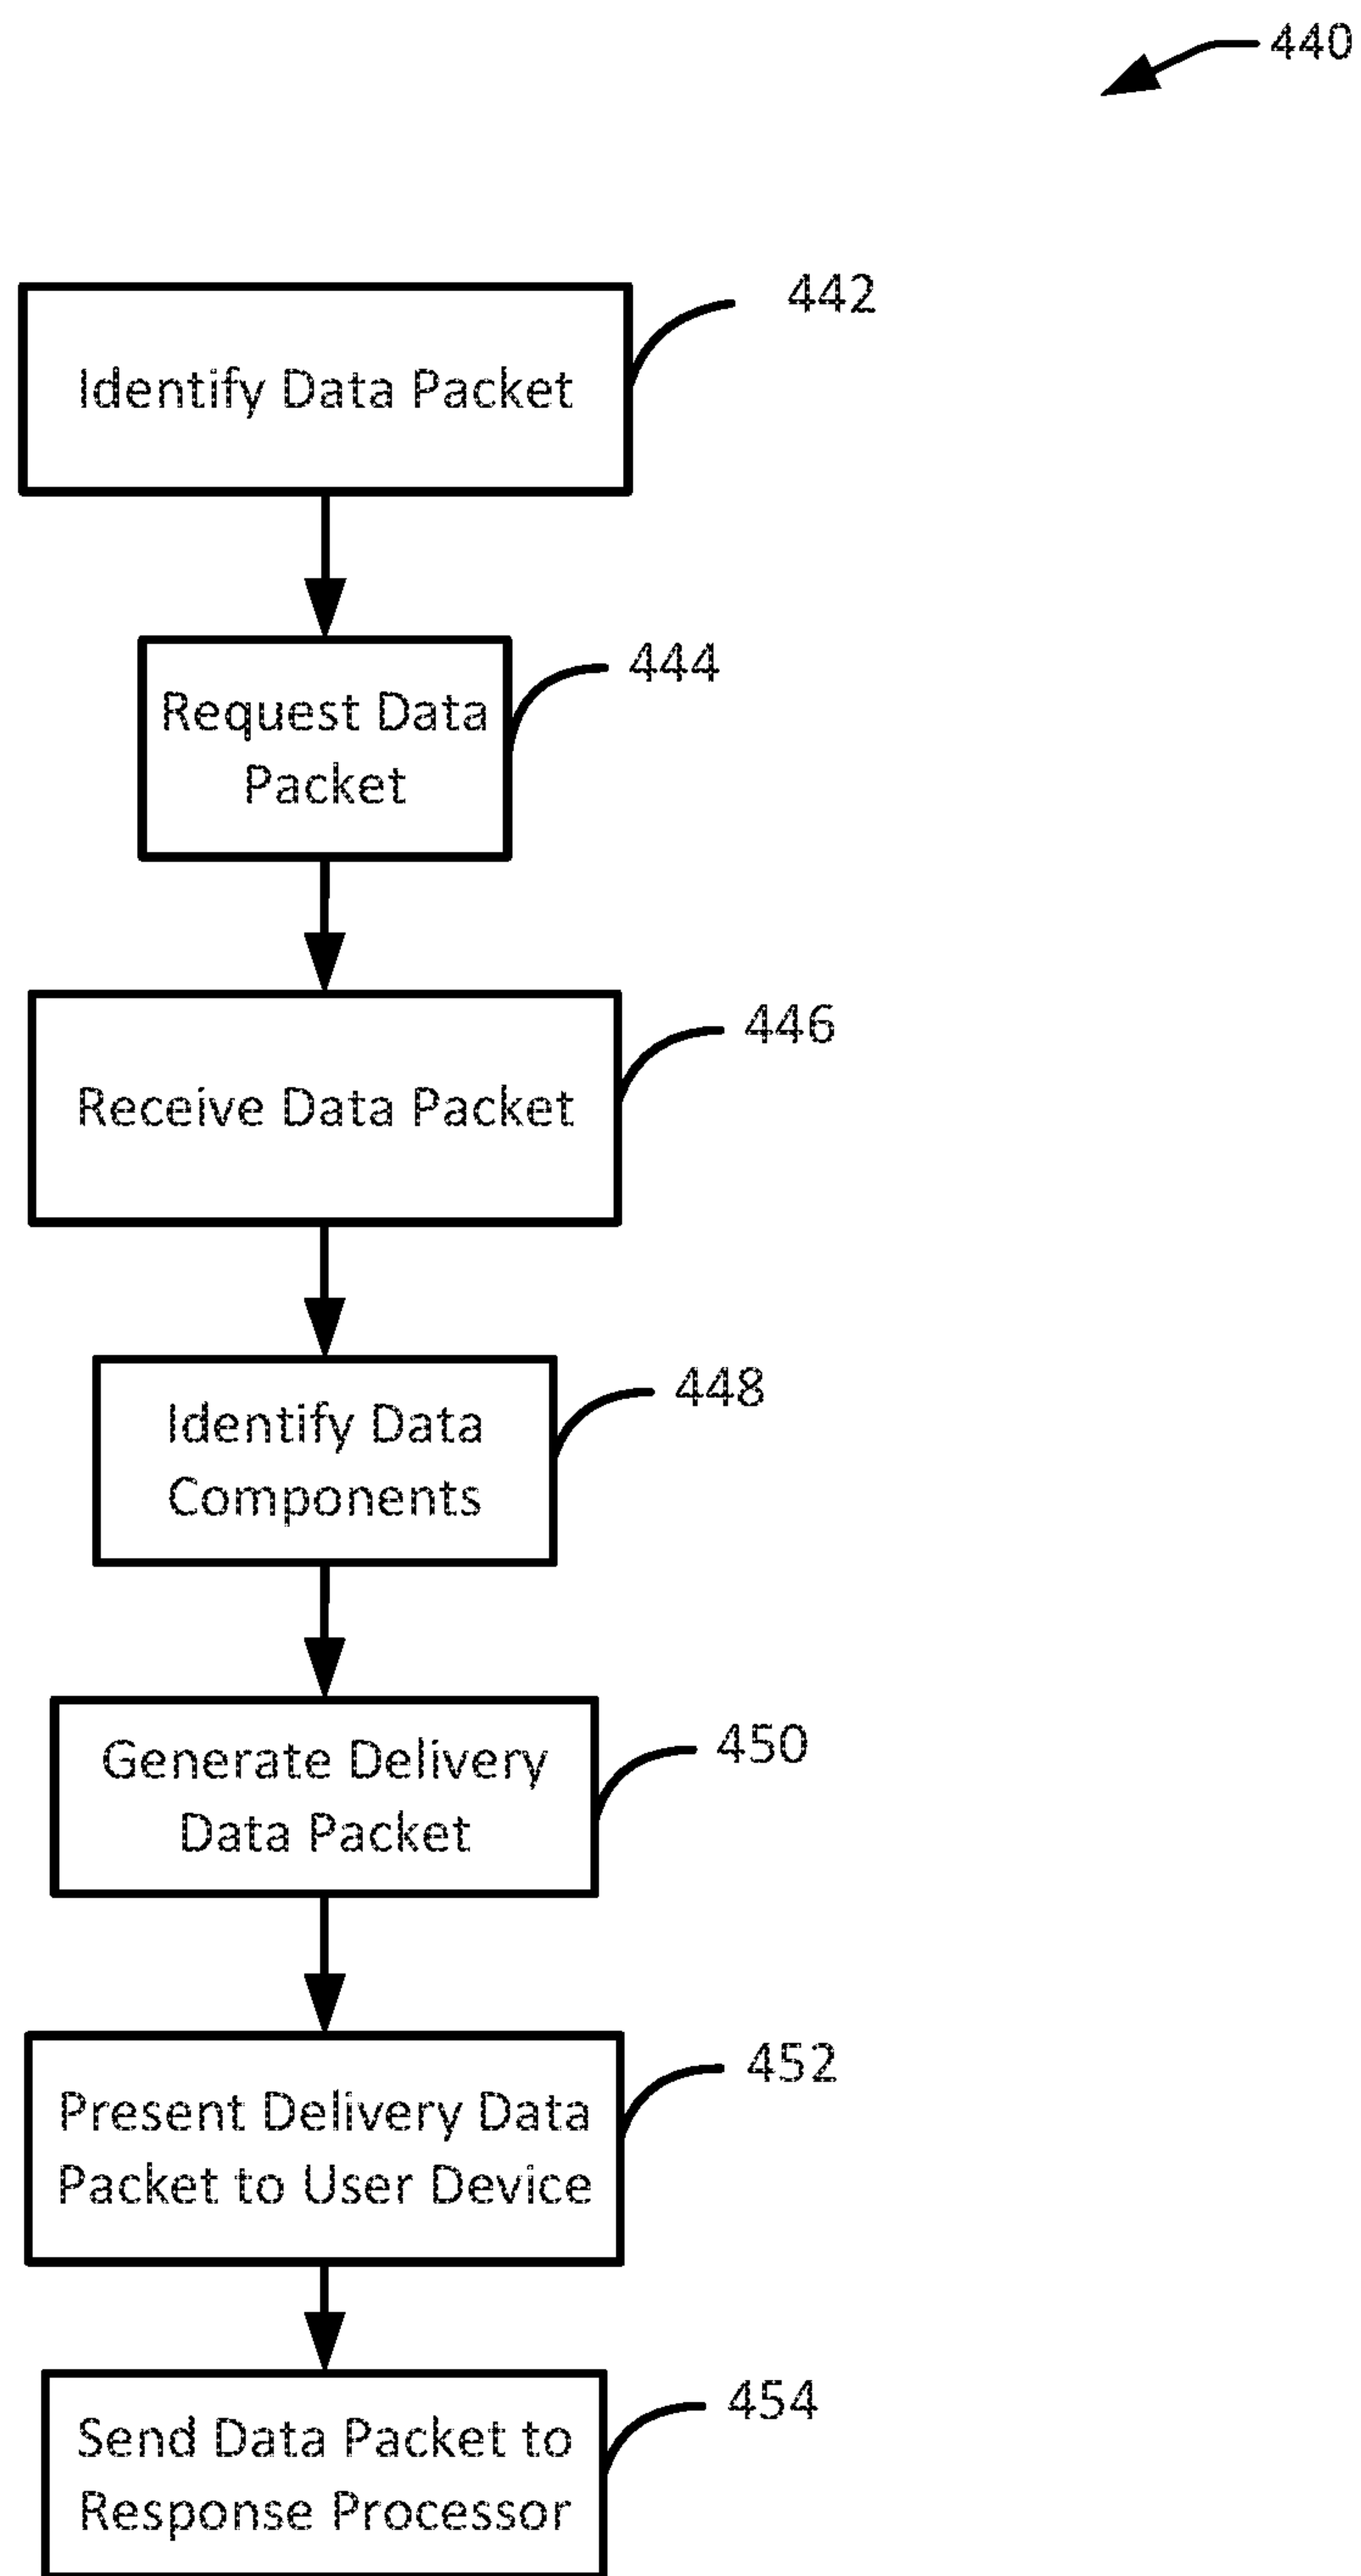 440
442
Identify Data Packet
444
Request Data
Packet
446
Receive Data Packet
448
Identify Data
Components
450
Generate Delivery
Data Packet
452
Present Delivery Data
Packet to User Device
454
Send Data Packet to
Response Processor